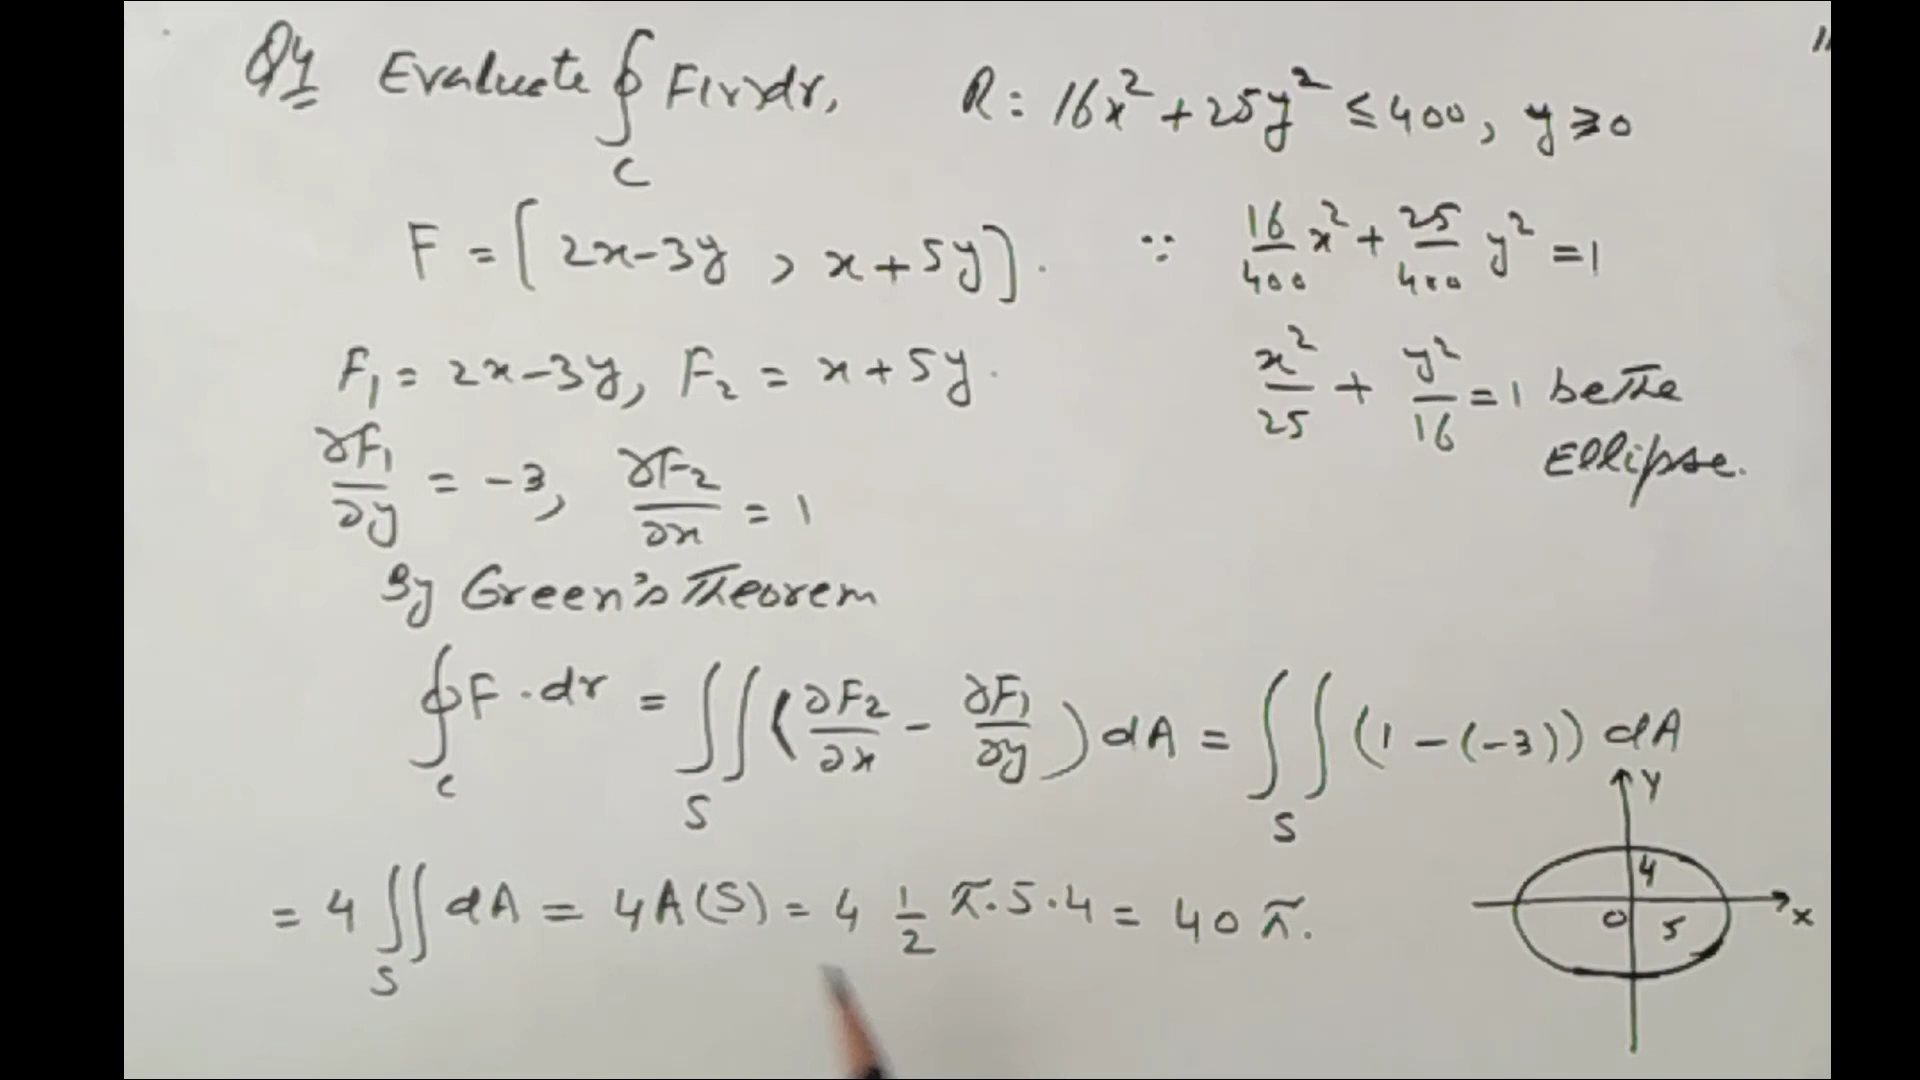 Q4 Evaluate ∮_C F(r)dr, R: 16x² + 25y² ≤ 400, y ≥ 0
F = [2x-3y, x+5y]. ∵ 16/400 x² + 25/400 y² = 1
F₁ = 2x-3y, F₂ = x+5y. x²/25 + y²/16 = 1 be the
Ellipse.
∂F₁/∂y = -3, ∂F₂/∂x = 1
By Green's Theorem
∮_C F·dr = ∬_S (∂F₂/∂x - ∂F₁/∂y) dA = ∬_S (1-(-3)) dA
= 4 ∬_S dA = 4A(S) = 4 1/2 π·5·4 = 40π.
Y
4
0 5 X